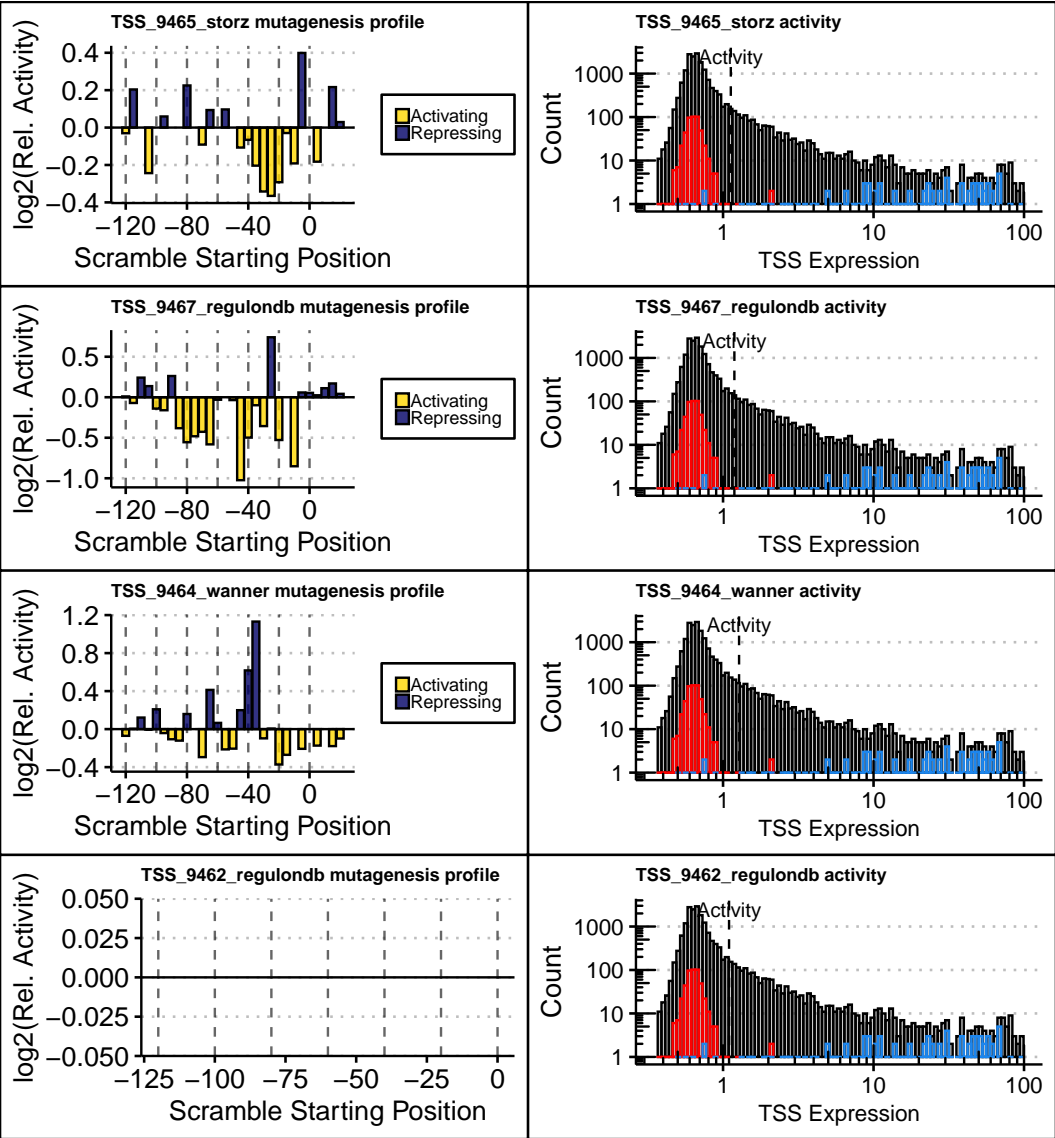 TSS_9465_storz mutagenesis profile
log2(Rel. Activity)
0.4
0.2
0.0
−0.2
−0.4
−120
−80
−40
0
Scramble Starting Position
Activating
Repressing
TSS_9465_storz activity
Activity
Count
1000
100
10
1
1
10
100
TSS Expression
TSS_9467_regulondb mutagenesis profile
log2(Rel. Activity)
0.5
0.0
−0.5
−1.0
−120
−80
−40
0
Scramble Starting Position
Activating
Repressing
TSS_9467_regulondb activity
Activity
Count
1000
100
10
1
1
10
100
TSS Expression
TSS_9464_wanner mutagenesis profile
log2(Rel. Activity)
1.2
0.8
0.4
0.0
−0.4
−120
−80
−40
0
Scramble Starting Position
Activating
Repressing
TSS_9464_wanner activity
Activity
Count
1000
100
10
1
1
10
100
TSS Expression
TSS_9462_regulondb mutagenesis profile
log2(Rel. Activity)
0.050
0.025
0.000
−0.025
−0.050
−125
−100
−75
−50
−25
0
Scramble Starting Position
TSS_9462_regulondb activity
Activity
Count
1000
100
10
1
1
10
100
TSS Expression